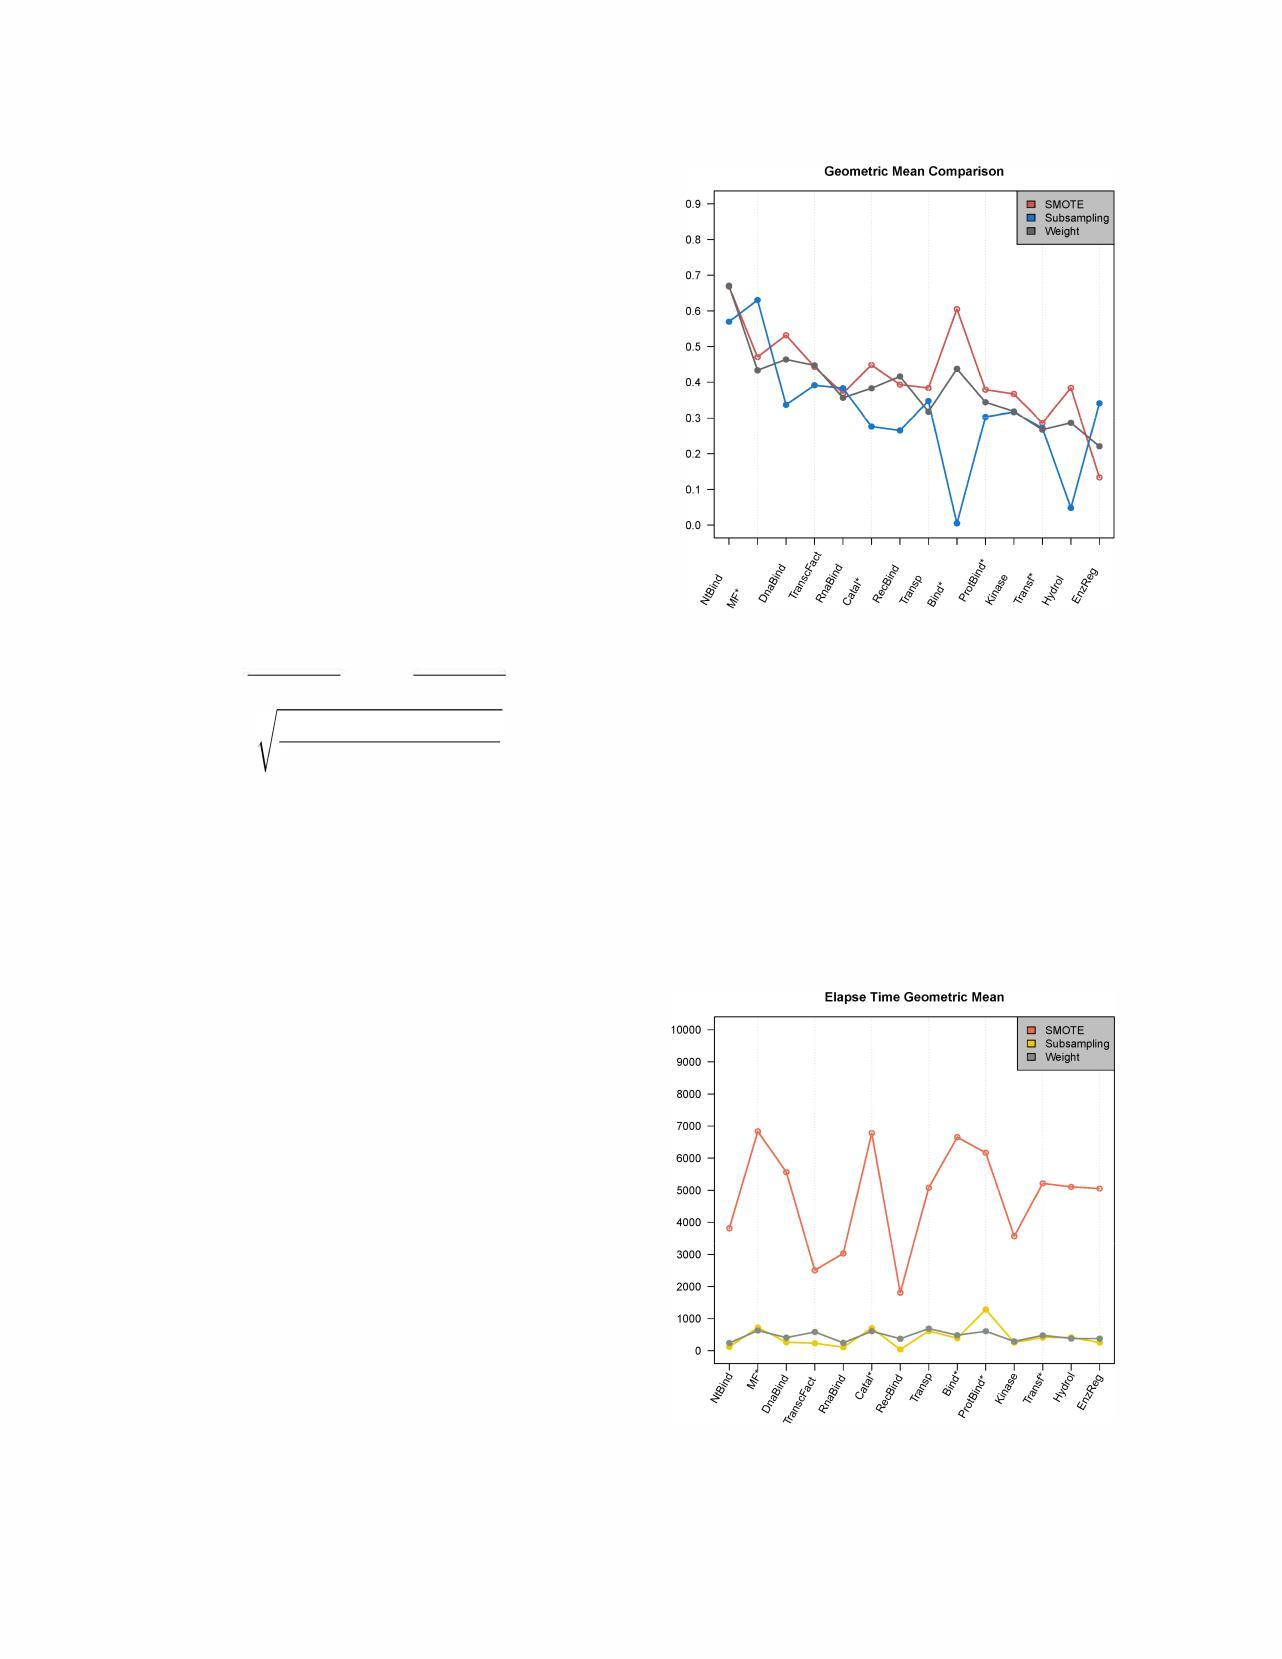 Geometric Mean Comparison
SMOTE
Subsampling
Weight
0.9
0.8
0.7
0.6
0.5
0.4
0.3
0.2
0.1
0.0
NtBind
MF*
DnaBind
TranscFact
RnaBind
Catal*
RecBind
Transp
Bind*
ProtBind*
Kinase
Transf*
Hydrol
EnzReg
√
Elapse Time Geometric Mean
SMOTE
Subsampling
Weight
10000
9000
8000
7000
6000
5000
4000
3000
2000
1000
0
NtBind
MF*
DnaBind
TranscFact
RnaBind
Catal*
RecBind
Transp
Bind*
ProtBind*
Kinase
Transf*
Hydrol
EnzReg